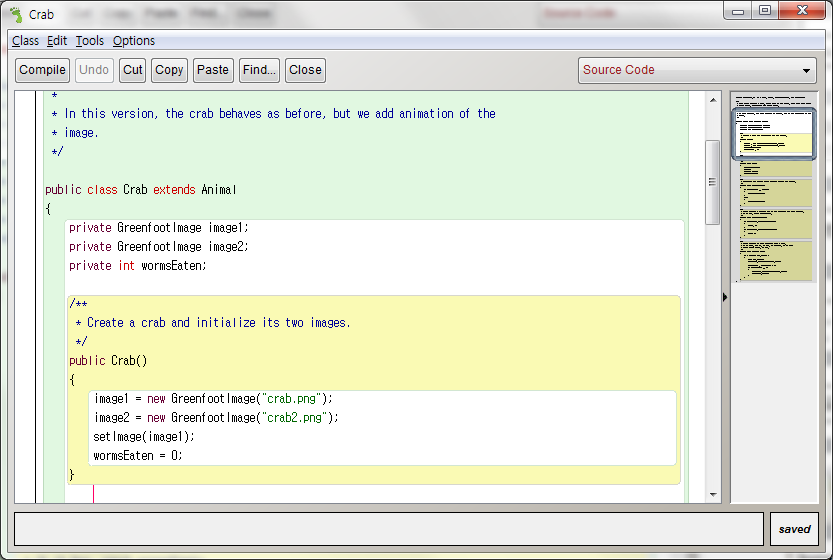 Crab
Class Edit Tools Options
Compile Undo Cut Copy Paste Find... Close Source Code
*
* In this version, the crab behaves as before, but we add animation of the
* image.
*/
public class Crab extends Animal
{
private GreenfootImage image1;
private GreenfootImage image2;
private int wormsEaten;
/**
* Create a crab and initialize its two images.
*/
public Crab()
{
image1 = new GreenfootImage("crab.png");
image2 = new GreenfootImage("crab2.png");
setImage(image1);
wormsEaten = 0;
}
saved